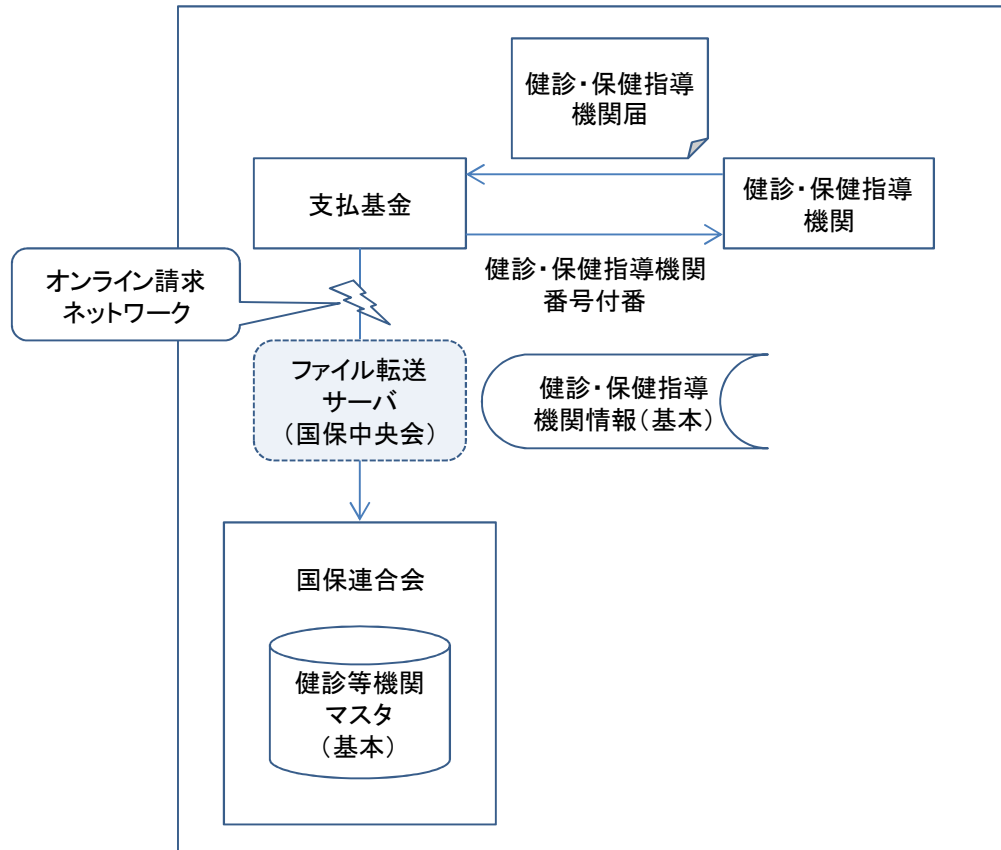 健診・保健指導
機関届
支払基金
健診・保健指導
機関
健診・保健指導機関
番号付番
オンライン請求
ネットワーク
ファイル転送
サーバ
（国保中央会）
健診・保健指導
機関情報（基本）
国保連合会
健診等機関
マスタ
（基本）